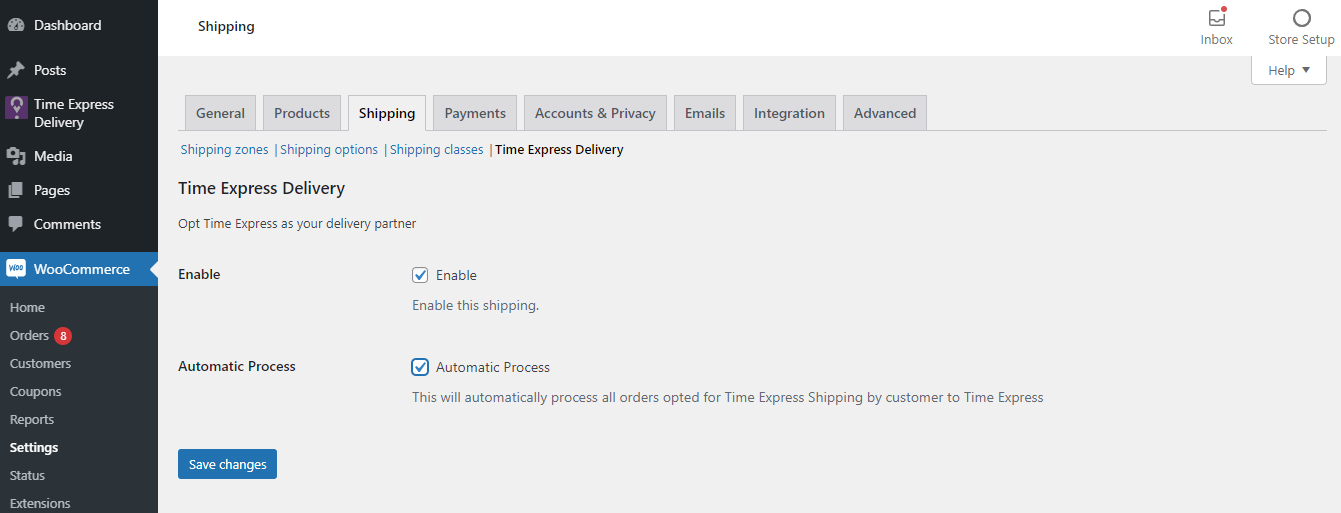 Dashboard
Posts
Time Express
Delivery
Media
Pages
Comments
WOO WooCommerce
Home
Orders 8
Customers
Coupons
Reports
Settings
Status
Extensions
Shipping
Inbox
Store Setup
Help ▼
General Products Shipping Payments Accounts & Privacy Emails Integration Advanced
Shipping zones | Shipping options | Shipping classes | Time Express Delivery
Time Express Delivery
Opt Time Express as your delivery partner
Enable
Enable
Enable this shipping.
Automatic Process
Automatic Process
This will automatically process all orders opted for Time Express Shipping by customer to Time Express
Save changes